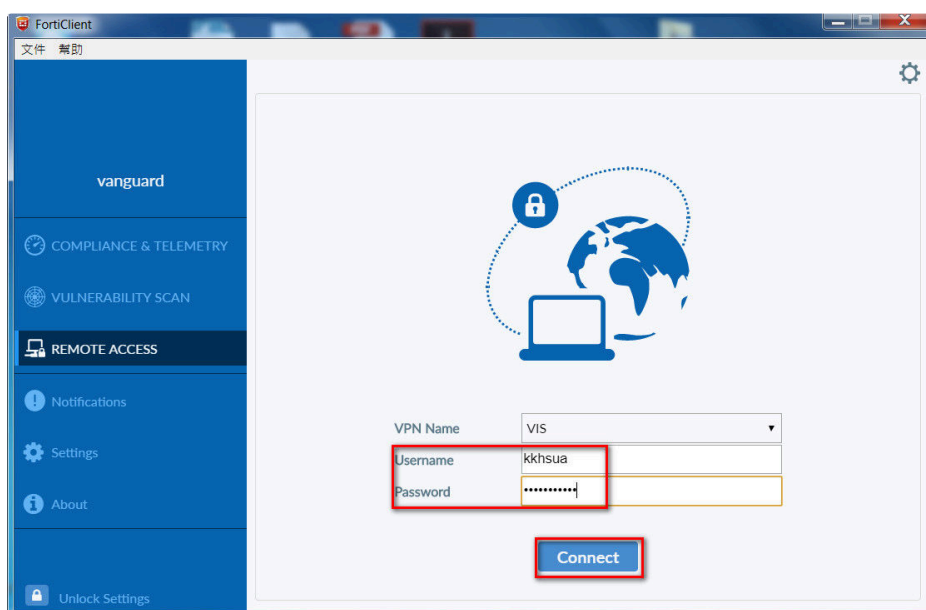 FortiClient
文件 幫助
vanguard
COMPLIANCE & TELEMETRY
VULNERABILITY SCAN
REMOTE ACCESS
Notifications
Settings
About
Unlock Settings
VPN Name VIS
Username kkhsua
Password •••••••••••
Connect